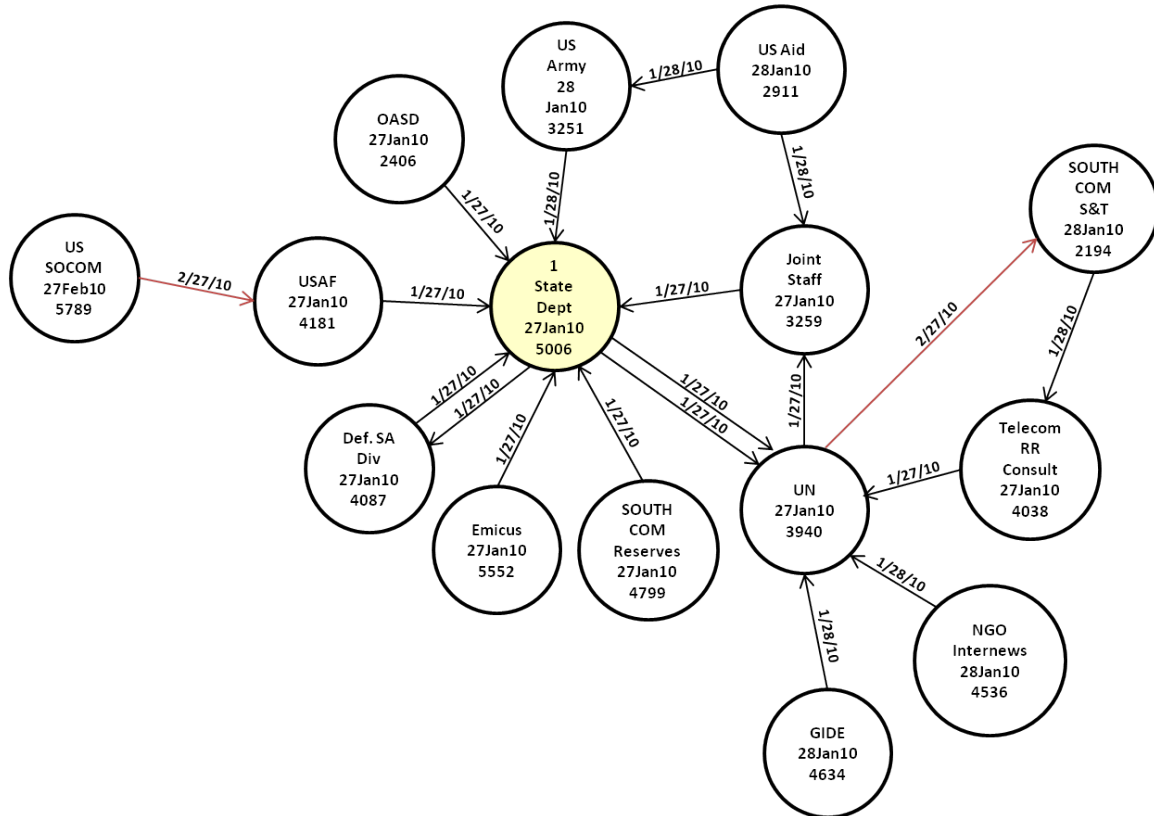 US
Army
28
Jan10
3251
US Aid
28Jan10
2911
1/28/10
OASD
27Jan10
2406
1/28/10
SOUTH
COM
S&T
28Jan10
2194
1/27/10
1/28/10
US
SOCOM
27Feb10
5789
2/27/10
USAF
27Jan10
4181
1/27/10
1
State
Dept
27Jan10
5006
1/27/10
Joint
Staff
27Jan10
3259
2/27/10
1/28/10
1/27/10
1/27/10
1/27/10
1/27/10
1/27/10
Def. SA
Div
27Jan10
4087
1/27/10
1/27/10
Telecom
RR
Consult
27Jan10
4038
1/27/10
UN
27Jan10
3940
Emicus
27Jan10
5552
SOUTH
COM
Reserves
27Jan10
4799
1/28/10
1/28/10
NGO
Internews
28Jan10
4536
GIDE
28Jan10
4634